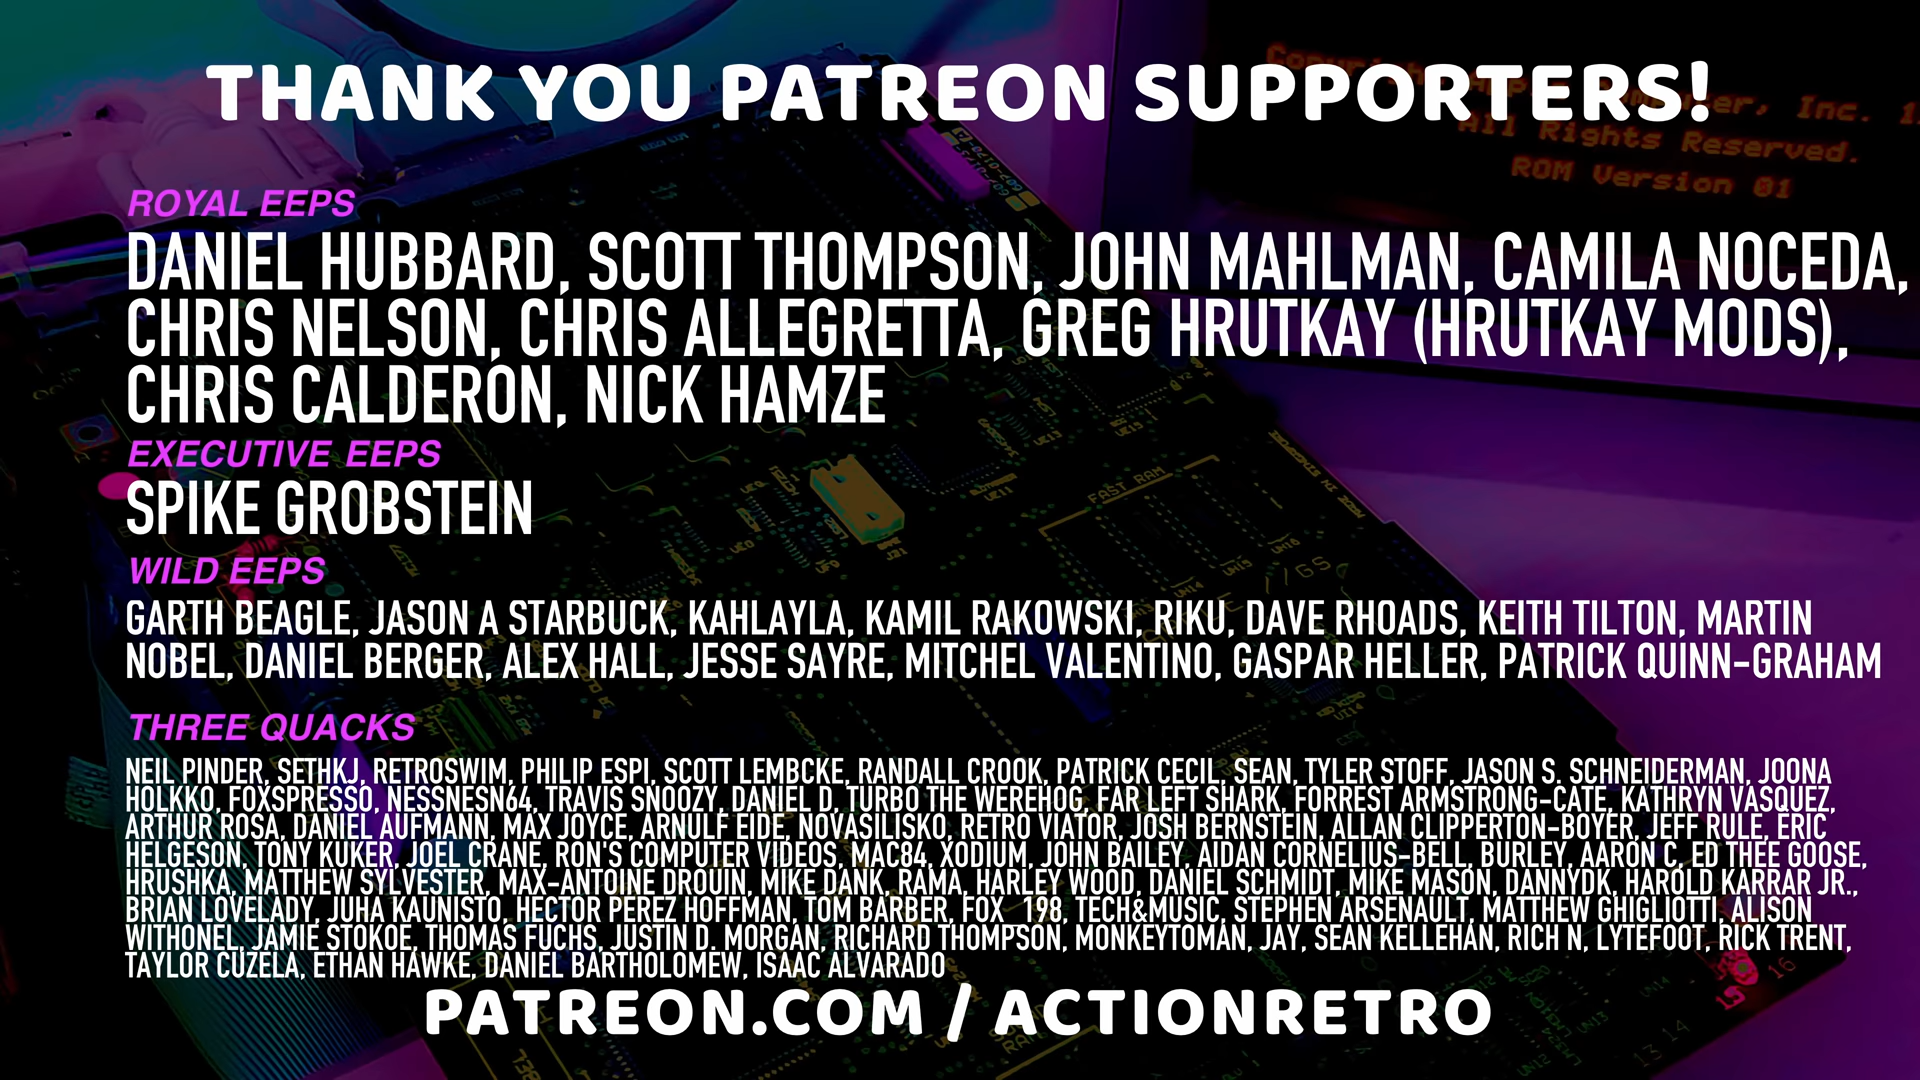 THANK YOU PATREON SUPPORTERS!
Inc.
All Rights Reserved.
ROM Version 01
ROYAL EEPS
DANIEL HUBBARD, SCOTT THOMPSON, JOHN MAHLMAN, CAMILA NOCEDA,
CHRIS NELSON, CHRIS ALLEGRETTA, GREG HRUTKAY (HRUTKAY MODS),
CHRIS CALDERON, NICK HAMZE
EXECUTIVE EEPS
SPIKE GROBSTEIN
FAST RAM
WILD EEPS
GARTH BEAGLE, JASON A STARBUCK, KAHLAYLA, KAMIL RAKOWSKI, RIKU, DAVE RHOADS, KEITH TILTON, MARTIN
NOBEL, DANIEL BERGER, ALEX HALL, JESSE SAYRE, MITCHEL VALENTINO, GASPAR HELLER, PATRICK QUINN-GRAHAM
THREE QUACKS
NEIL PINDER, SETHKJ, RETROSWIM, PHILIP ESPI, SCOTT LEMBCKE, RANDALL CROOK, PATRICK CECIL, SEAN, TYLER STOFF, JASON S. SCHNEIDERMAN, JOONA
HOLKKO, FOXSPRESSO, NESSNESN64, TRAVIS SNOOZY, DANIEL D, TURBO THE WEREHOG, FAR LEFT SHARK, FORREST ARMSTRONG-CATE, KATHRYN VASQUEZ,
ARTHUR ROSA, DANIEL AUFMANN, MAX JOYCE, ARNULF EIDE, NOVASILISKO, RETRO VIATOR, JOSH BERNSTEIN, ALLAN CLIPPERTON-BOYER, JEFF RULE, ERIC
HELGESON, TONY KUKER, JOEL CRANE, RON'S COMPUTER VIDEOS, MAC84, XODIUM, JOHN BAILEY, AIDAN CORNELIUS-BELL, BURLEY, AARON C, ED THEE GOOSE,
HRUSHKA, MATTHEW SYLVESTER, MAX-ANTOINE DROUIN, MIKE DANK, RAMA, HARLEY WOOD, DANIEL SCHMIDT, MIKE MASON, DANNYDK, HAROLD KARRAR JR.,
BRIAN LOVELADY, JUHA KAUNISTO, HECTOR PEREZ HOFFMAN, TOM BARBER, FOX_198, TECH&MUSIC, STEPHEN ARSENAULT, MATTHEW GHIGLIOTTI, ALISON
WITHONEL, JAMIE STOKOE, THOMAS FUCHS, JUSTIN D. MORGAN, RICHARD THOMPSON, MONKEYTOMAN, JAY, SEAN KELLEHAN, RICH N, LYTEFOOT, RICK TRENT,
TAYLOR CUZELA, ETHAN HAWKE, DANIEL BARTHOLOMEW, ISAAC ALVARADO
PATREON.COM / ACTIONRETRO